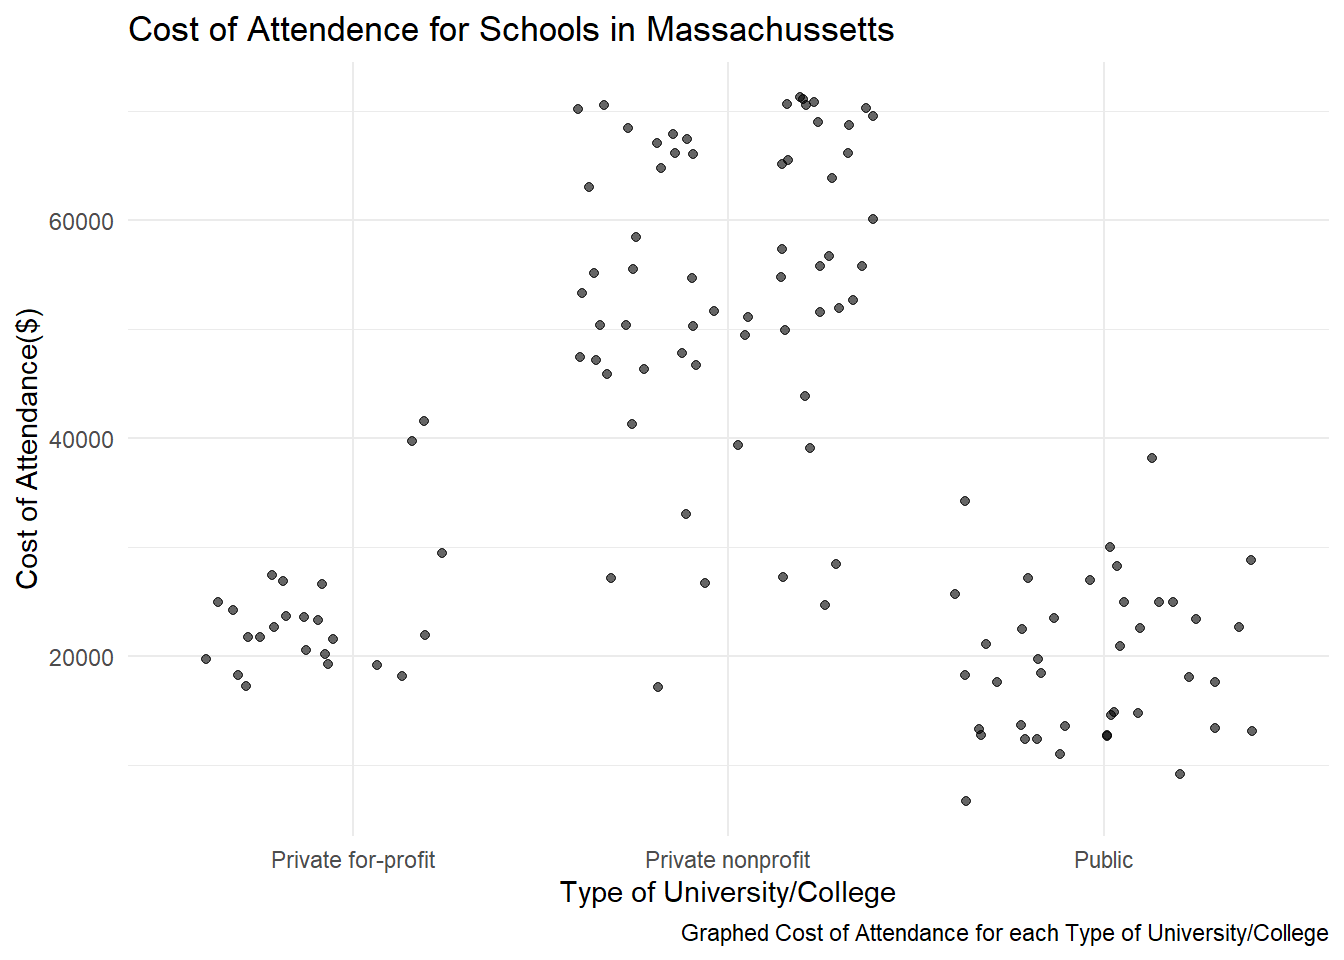 Cost of Attendence for Schools in Massachussetts
Cost of Attendance($)
60000
40000
20000
Private for-profit
Private nonprofit
Public
Type of University/College
Graphed Cost of Attendance for each Type of University/College